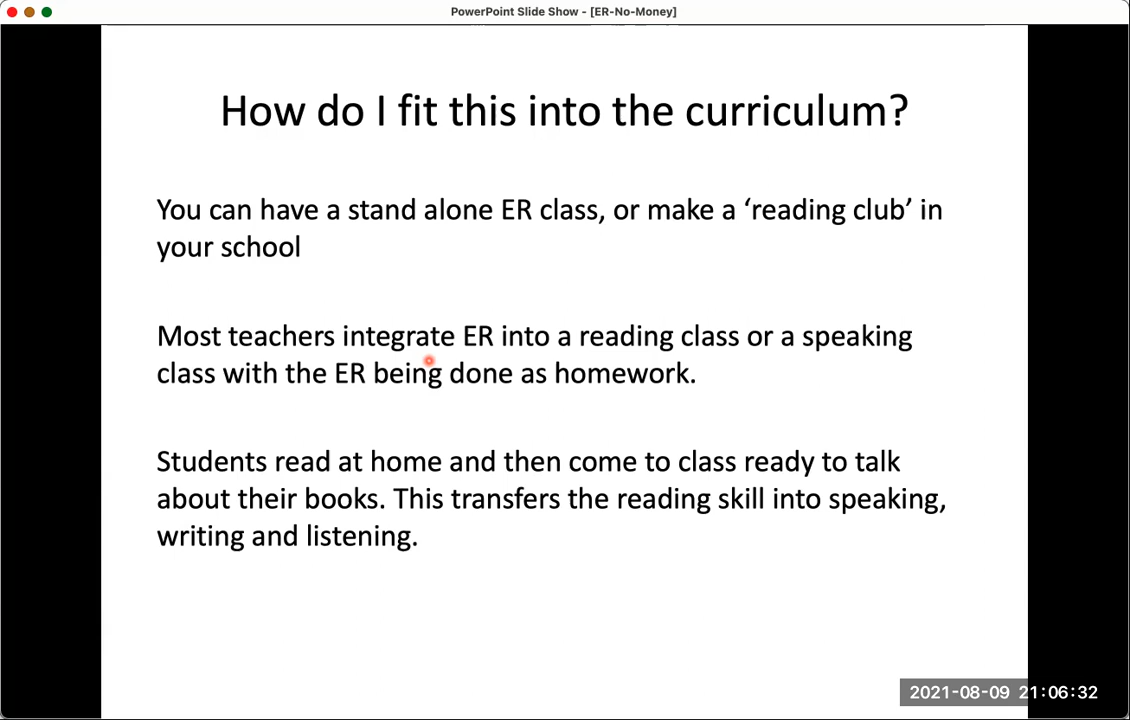 PowerPoint Slide Show - [ER-No-Money]
How do I fit this into the curriculum?
You can have a stand alone ER class, or make a ‘reading club’ in
your school
Most teachers integrate ER into a reading class or a speaking
class with the ER being done as homework.
Students read at home and then come to class ready to talk
about their books. This transfers the reading skill into speaking,
writing and listening.
2021-08-09 21:06:32